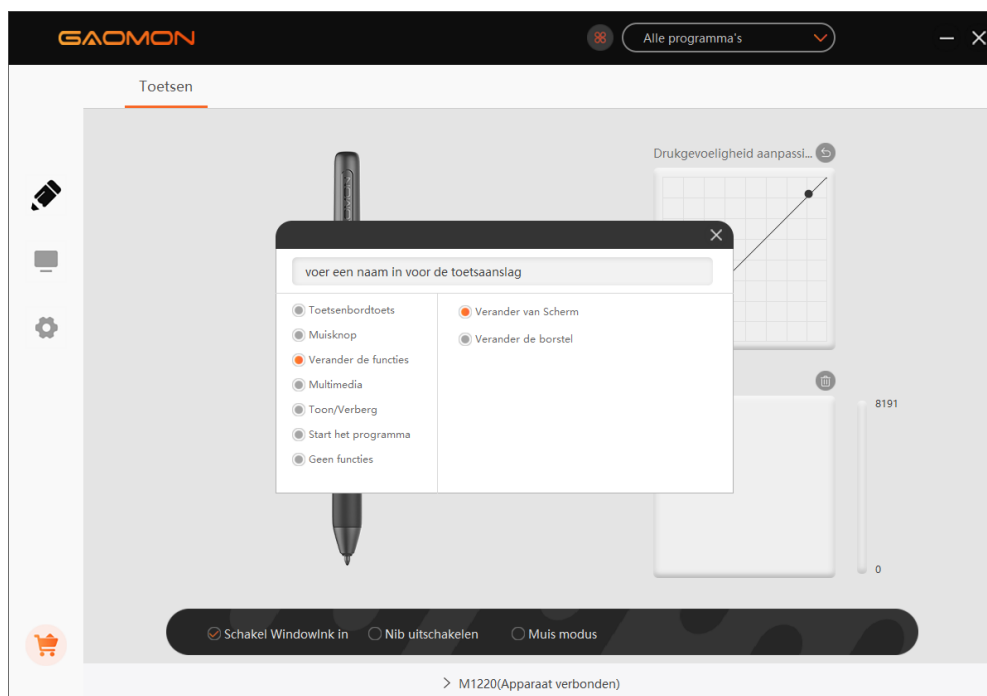 GAOMON
Alle programma's
Toetsen
Drukgevoeligheid aanpassi...
voer een naam in voor de toetsaanslag
Toetsenbordtoets
Muisknop
Verander de functies
Multimedia
Toon/Verberg
Start het programma
Geen functies
Verander van Scherm
Verander de borstel
8191
0
Schakel WindowInk in
Nib uitschakelen
Muis modus
M1220(Apparaat verbonden)